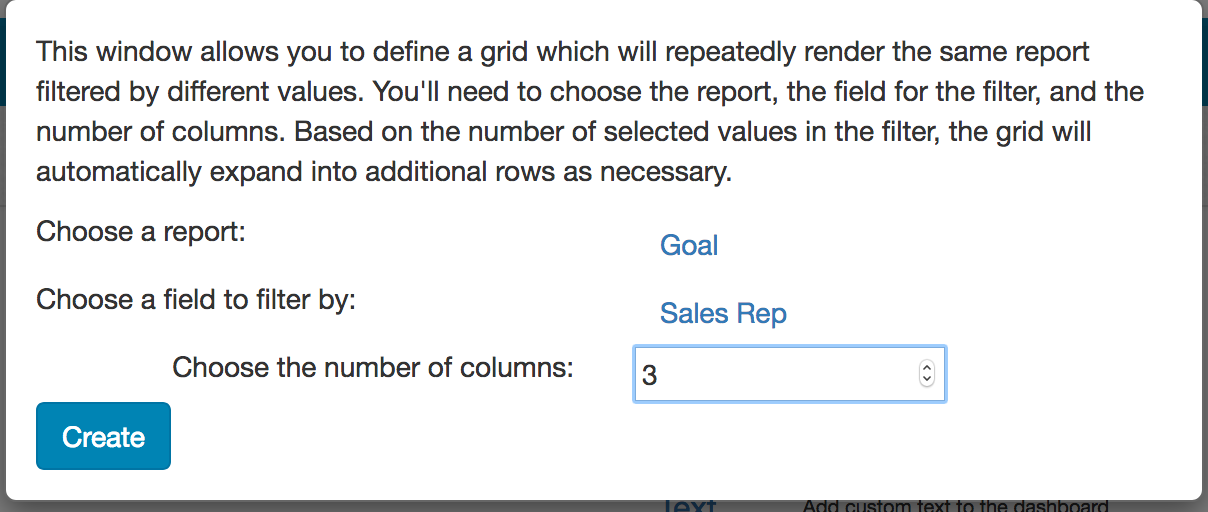 This window allows you to define a grid which will repeatedly render the same report
filtered by different values. You'll need to choose the report, the field for the filter, and the
number of columns. Based on the number of selected values in the filter, the grid will
automatically expand into additional rows as necessary.
Choose a report:
Goal
Choose a field to filter by:
Sales Rep
Choose the number of columns:
3
Create
Text
Add custom text to the dashboard